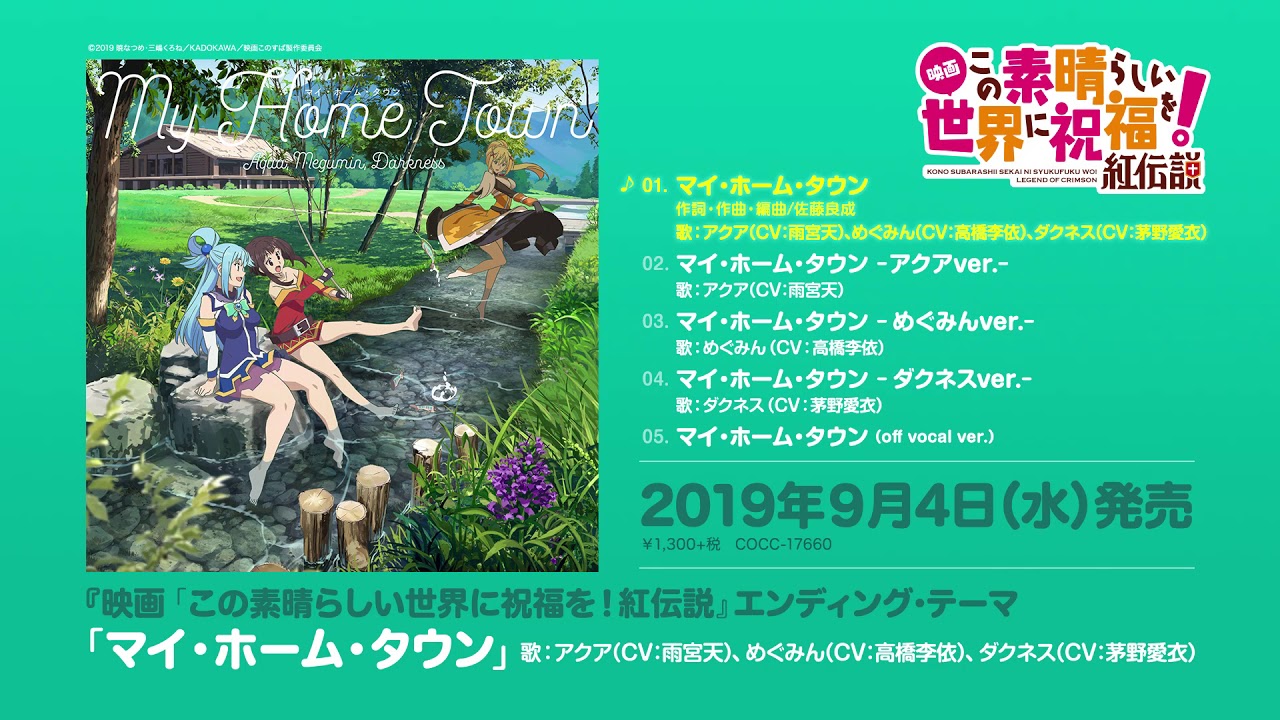 ©2019 暁なつめ・三嶋くろね／KADOKAWA／映画このすば製作委員会
My Home Town
マイ・ホーム・タウン
Aqua, Megumin, Darkness
映画
この素晴らしい
世界に祝福を!
KONO SUBARASHII SEKAI NI SYUKUFUKU WO!
LEGEND OF CRIMSON
紅伝説
♪ 01. マイ・ホーム・タウン
作詞・作曲・編曲/佐藤良成
歌：アクア(CV：雨宮天)、めぐみん(CV：高橋李依)、ダクネス(CV：茅野愛衣)
02. マイ・ホーム・タウン -アクアver.-
歌：アクア(CV：雨宮天)
03. マイ・ホーム・タウン -めぐみんver.-
歌：めぐみん(CV：高橋李依)
04. マイ・ホーム・タウン -ダクネスver.-
歌：ダクネス(CV：茅野愛衣)
05. マイ・ホーム・タウン (off vocal ver.)
2019年9月4日(水)発売
¥1,300+税 COCC-17660
『映画「この素晴らしい世界に祝福を！紅伝説』エンディング・テーマ
「マイ・ホーム・タウン」歌：アクア(CV：雨宮天)、めぐみん(CV：高橋李依)、ダクネス(CV：茅野愛衣)